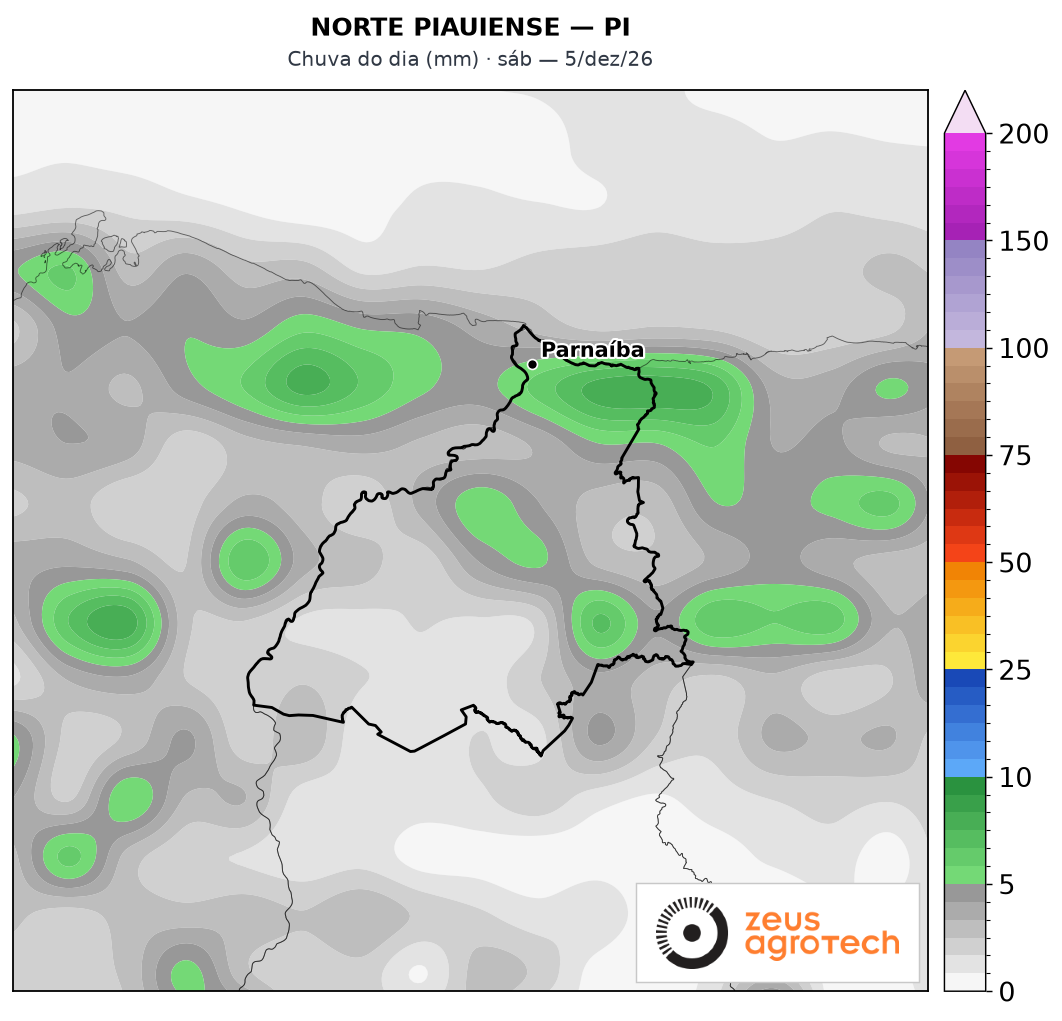 NORTE PIAUIENSE — PI
Chuva do dia (mm) · sáb — 5/dez/26
Parnaíba
200
150
100
75
50
25
10
5
0
zeus
agrotech